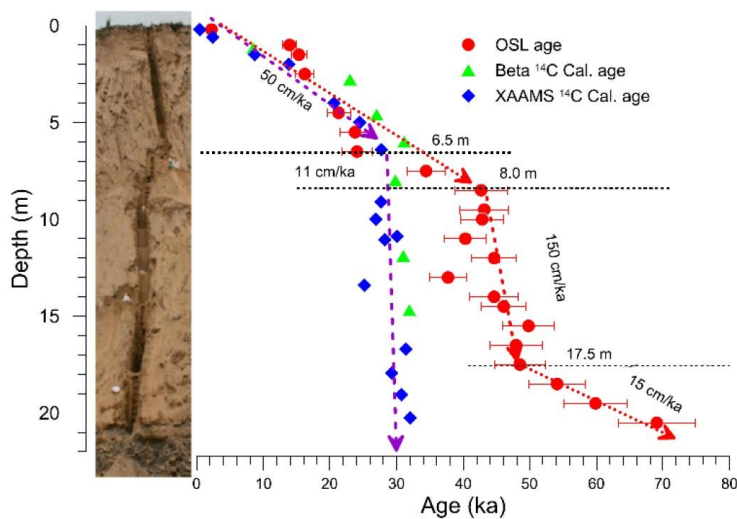 0
5
10
15
20
Depth (m)
OSL age
Beta ¹⁴C Cal. age
XAAMS ¹⁴C Cal. age
50 cm/ka
6.5 m
11 cm/ka
8.0 m
150 cm/ka
17.5 m
15 cm/ka
0 10 20 30 40 50 60 70 80
Age (ka)